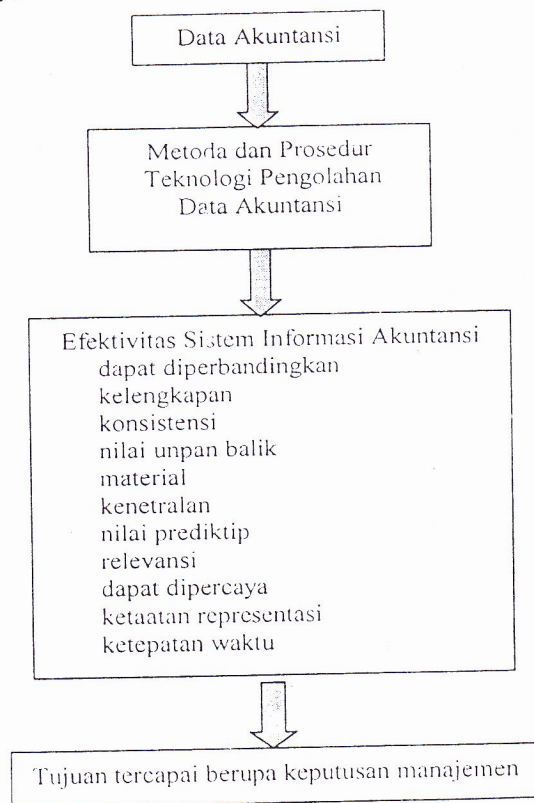 Data Akuntansi
Metoda dan Prosedur
Teknologi Pengolahan
Data Akuntansi
Efektivitas Sistem Informasi Akuntansi
dapat diperbandingkan
kelengkapan
konsistensi
nilai unpan balik
material
kenetralan
nilai prediktip
relevansi
dapat dipercaya
ketaatan representasi
ketepatan waktu
Tujuan tercapai berupa keputusan manajemen